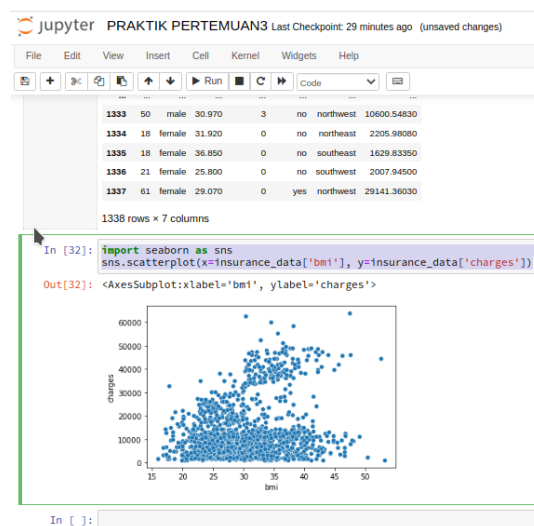 jupyter PRAKTIK PERTEMUAN3 Last Checkpoint: 29 minutes ago (unsaved changes)
File Edit View Insert Cell Kernel Widgets Help
Run Code
... ... ... ... ... ... ... ...
1333 50 male 30.970 3 no northwest 10600.54830
1334 18 female 31.920 0 no northeast 2205.98080
1335 18 female 36.850 0 no southeast 1629.83350
1336 21 female 25.800 0 no southwest 2007.94500
1337 61 female 29.070 0 yes northwest 29141.36030
1338 rows × 7 columns
In [32]: import seaborn as sns
sns.scatterplot(x=insurance_data['bmi'], y=insurance_data['charges'])
Out[32]: <AxesSubplot:xlabel='bmi', ylabel='charges'>
60000
50000
40000
30000
20000
10000
0
charges
15 20 25 30 35 40 45 50
bmi
In [ ]: